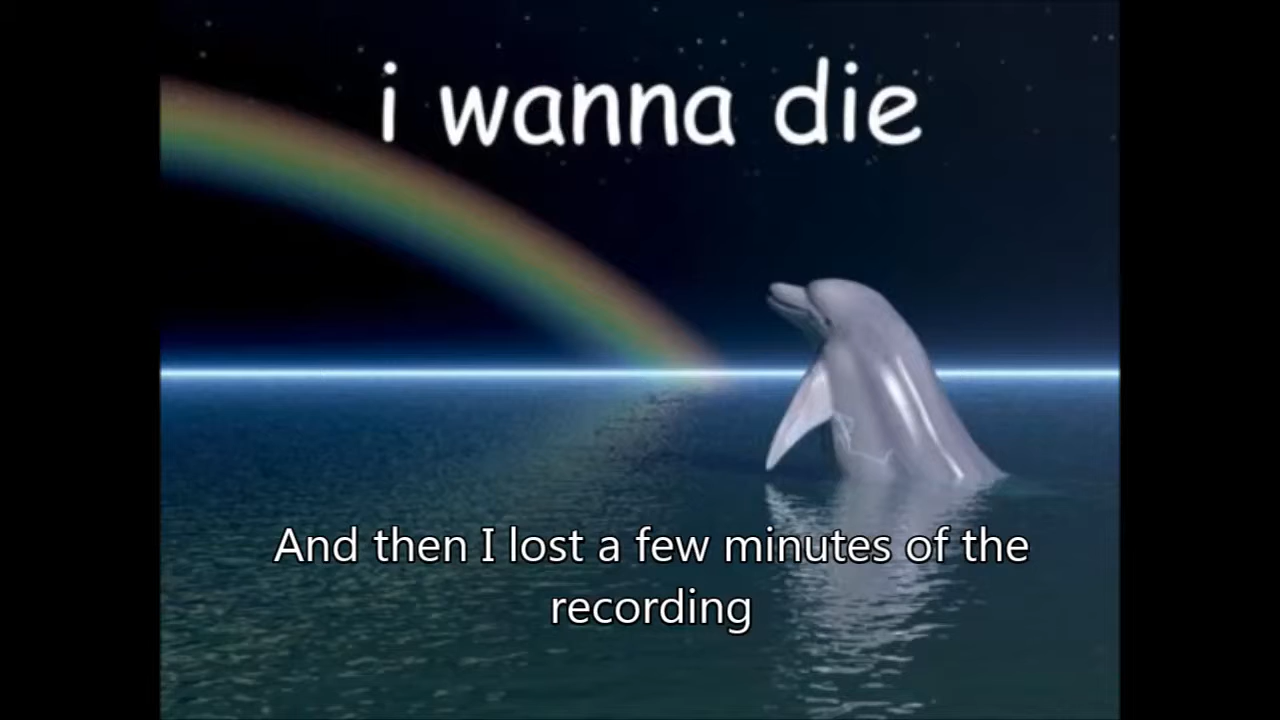 i wanna die
And then I lost a few minutes of the
recording